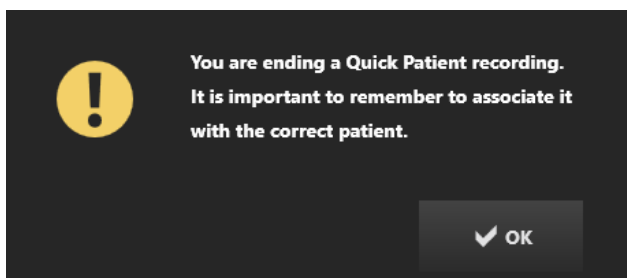 You are ending a Quick Patient recording.
It is important to remember to associate it
with the correct patient.
OK